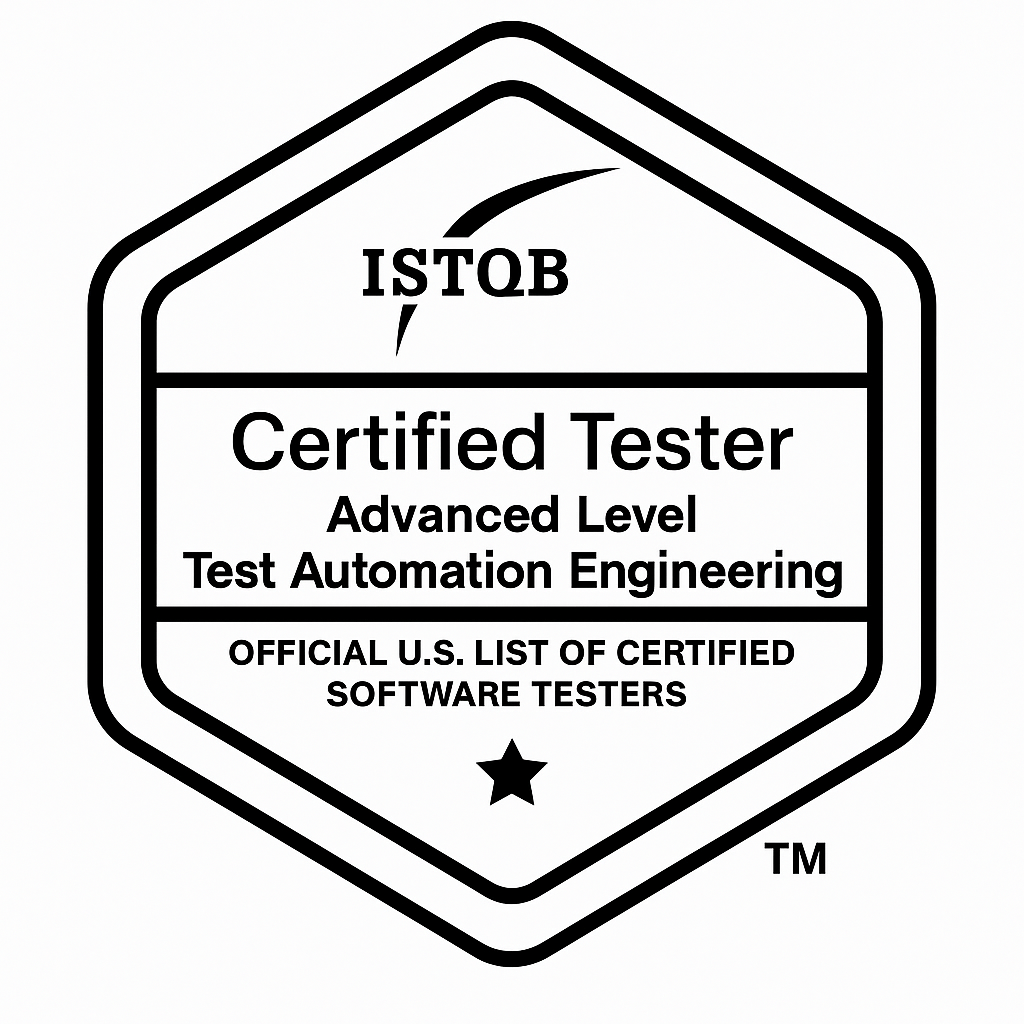 ISTQB
Certified Tester
Advanced Level
Test Automation Engineering
OFFICIAL U.S. LIST OF CERTIFIED
SOFTWARE TESTERS
TM